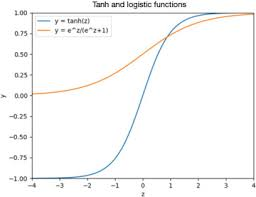 Tanh and logistic functions
y = tanh(z)
y = e^z/(e^z+1)
1.00
0.75
0.50
0.25
0.00
−0.25
−0.50
−0.75
−1.00
y
−4 −3 −2 −1 0 1 2 3 4
z